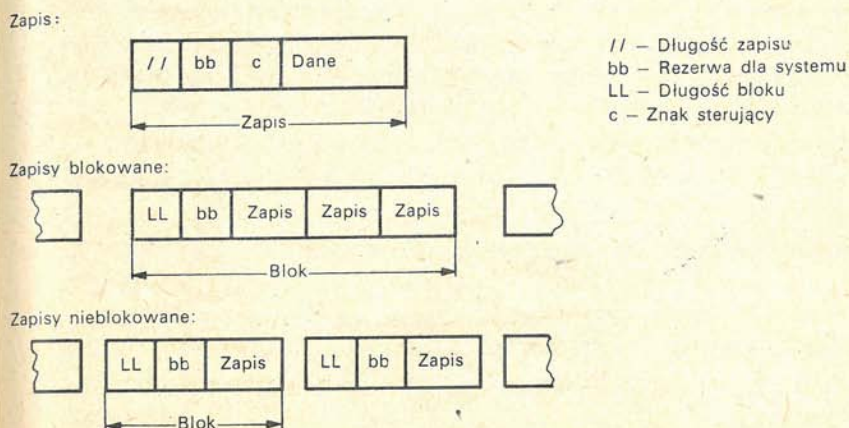 Zapis:
// bb c Dane
Zapis
// – Długość zapisu
bb – Rezerwa dla systemu
LL – Długość bloku
c – Znak sterujący
Zapisy blokowane:
LL bb Zapis Zapis Zapis
Blok
Zapisy nieblokowane:
LL bb Zapis LL bb Zapis
Blok